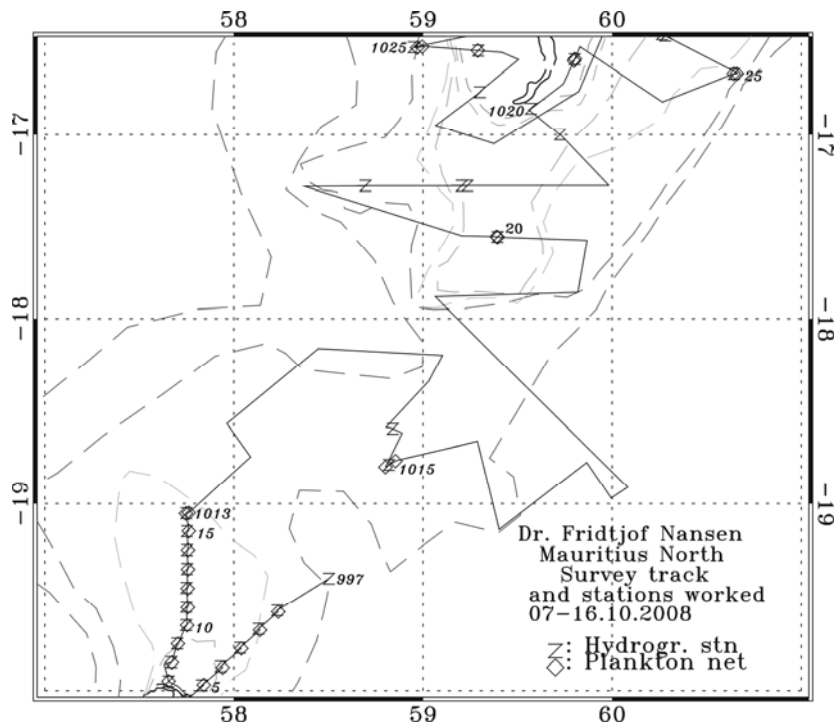 58 59 60
1025
25
1020
-17 -17
20
-18 -18
1015
-19 -19
1013
15
997
10
5
Dr. Fridtjof Nansen
Mauritius North
Survey track
and stations worked
07-16.10.2008
Z: Hydrogr. stn
◇: Plankton net
58 59 60